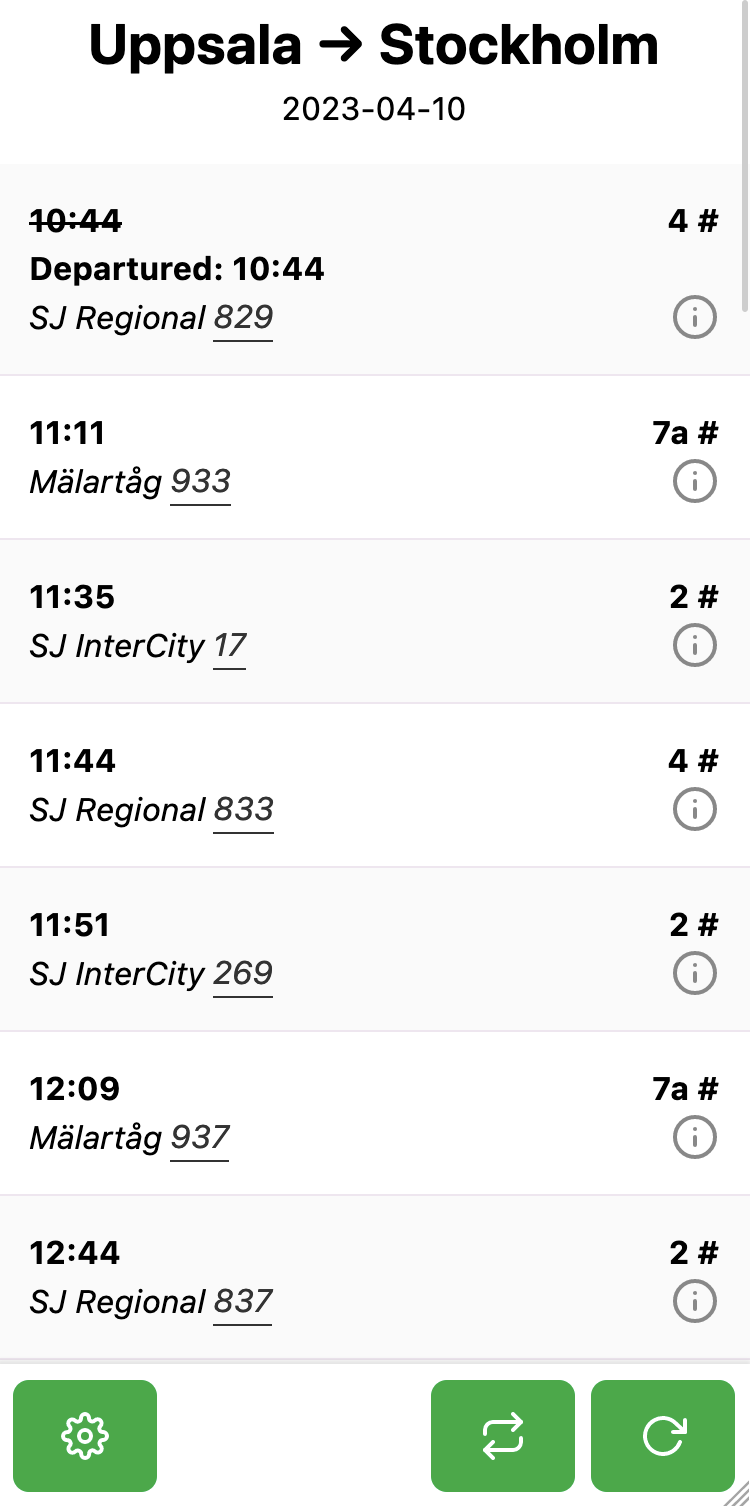 Uppsala → Stockholm
2023-04-10
10:44 4 #
Departured: 10:44
SJ Regional 829
11:11 7a #
Mälartåg 933
11:35 2 #
SJ InterCity 17
11:44 4 #
SJ Regional 833
11:51 2 #
SJ InterCity 269
12:09 7a #
Mälartåg 937
12:44 2 #
SJ Regional 837